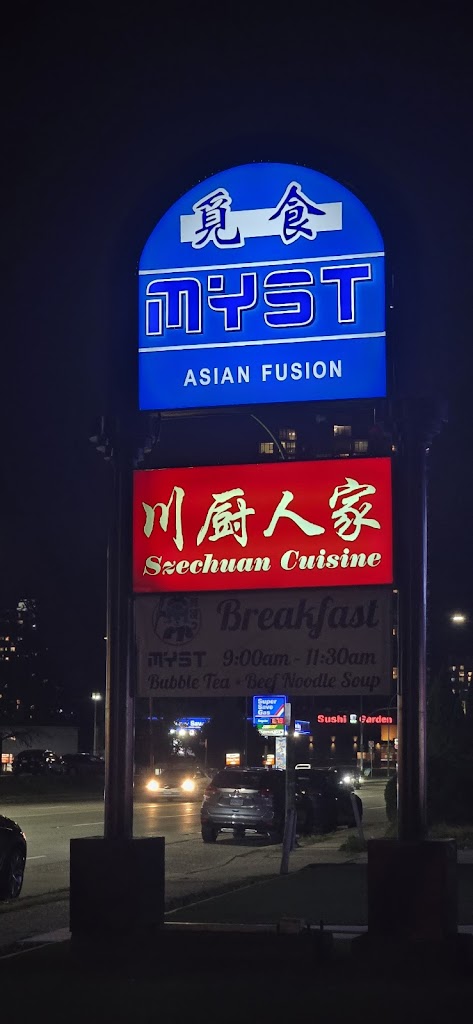 覓食
MYST
ASIAN FUSION
川厨人家
Szechuan Cuisine
Breakfast
MYST 9:00am - 11:30am
Bubble Tea • Beef Noodle Soup
Super
Save
Gas
Sushi Garden